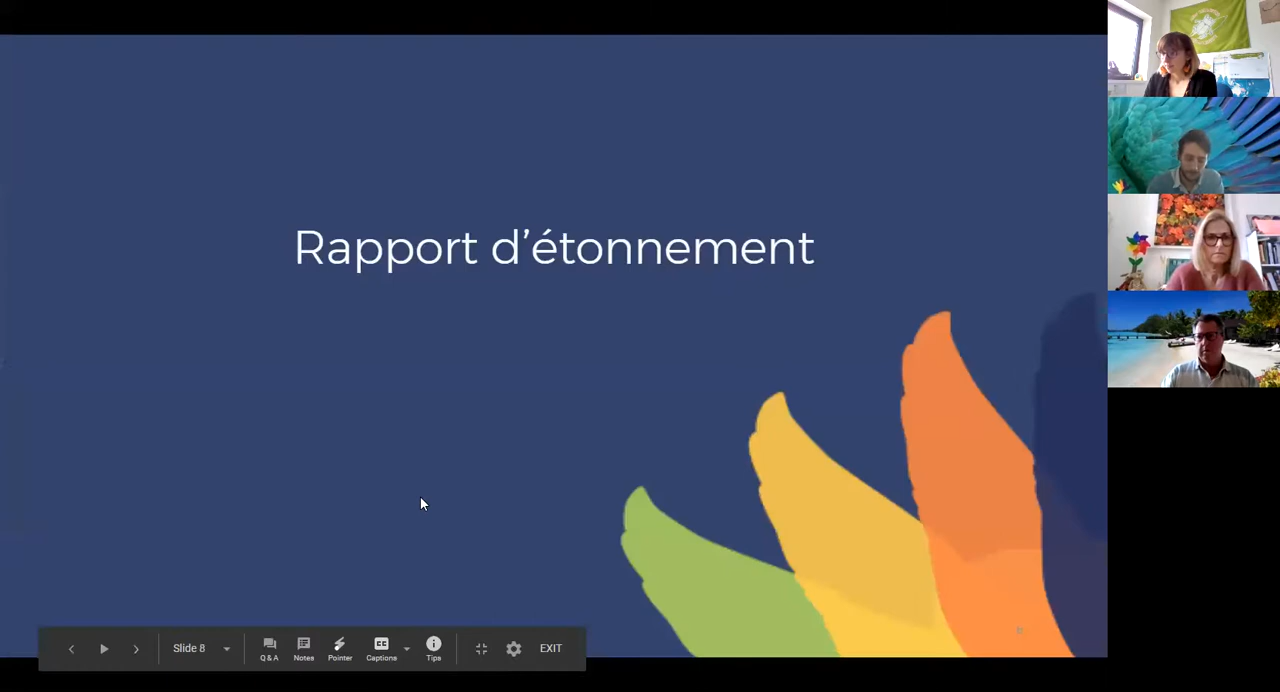 Rapport d’étonnement
Slide 8
Q & A
Notes
Pointer
Captions
Tips
EXIT